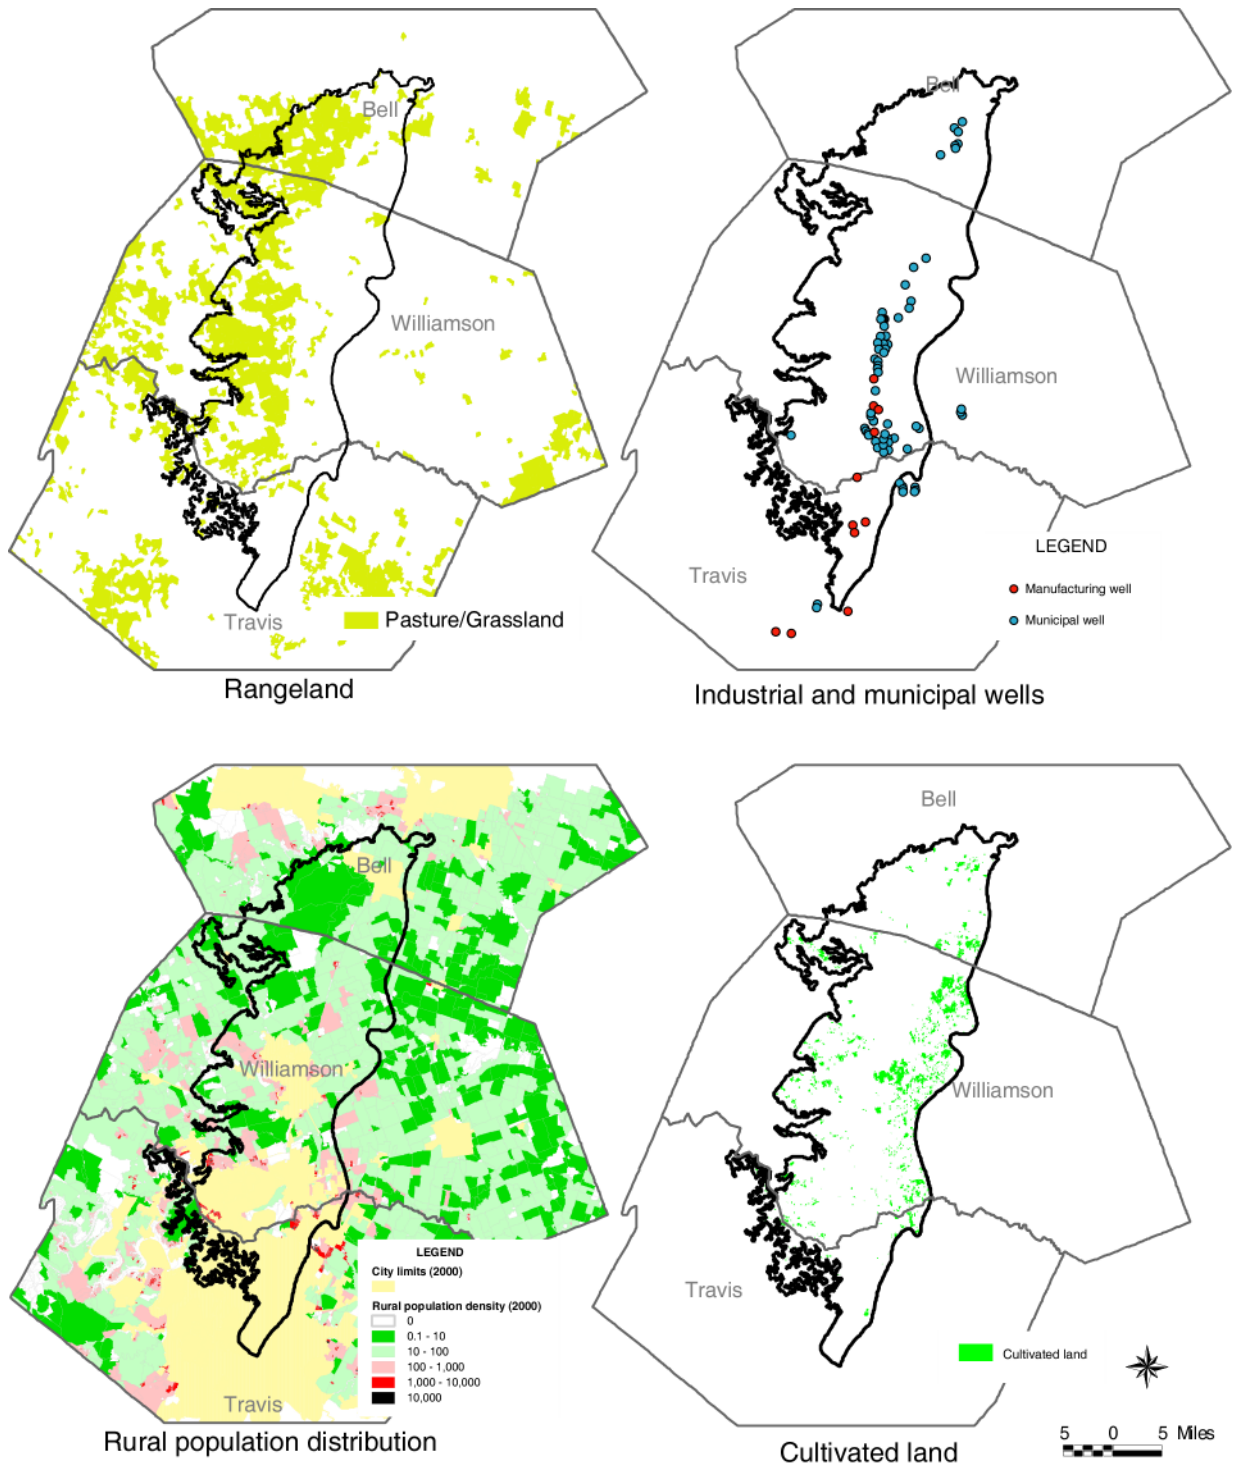 Bell
Williamson
Travis
Pasture/Grassland
Rangeland
Bell
Williamson
Travis
LEGEND
Manufacturing well
Municipal well
Industrial and municipal wells
Bell
Williamson
Travis
LEGEND
City limits (2000)
Rural population density (2000)
0
0.1 - 10
10 - 100
100 - 1,000
1,000 - 10,000
10,000
Rural population distribution
Bell
Williamson
Travis
Cultivated land
5 0 5 Miles
Cultivated land